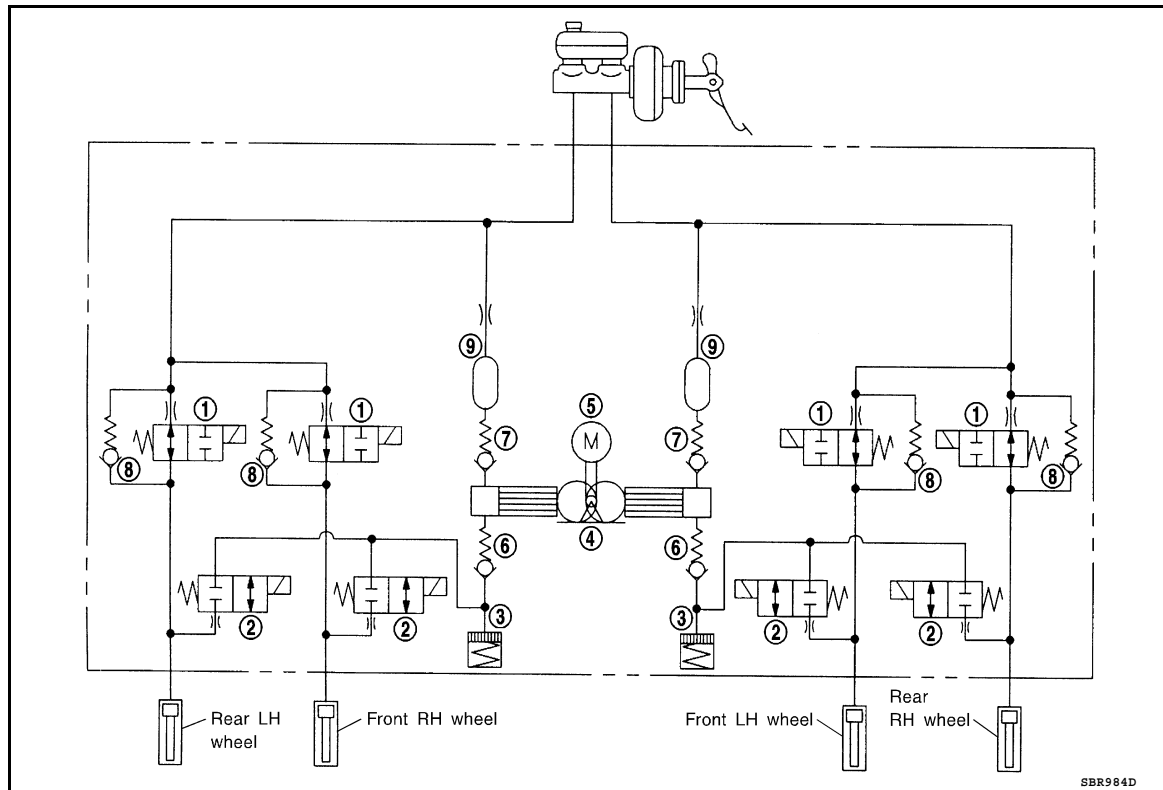 9 9
1 1 5 1 1
7 7
8 8 M 8 8
6 4 6
3 3
2 2 2 2
Rear LH wheel
Front RH wheel
Front LH wheel
Rear RH wheel
SBR984D